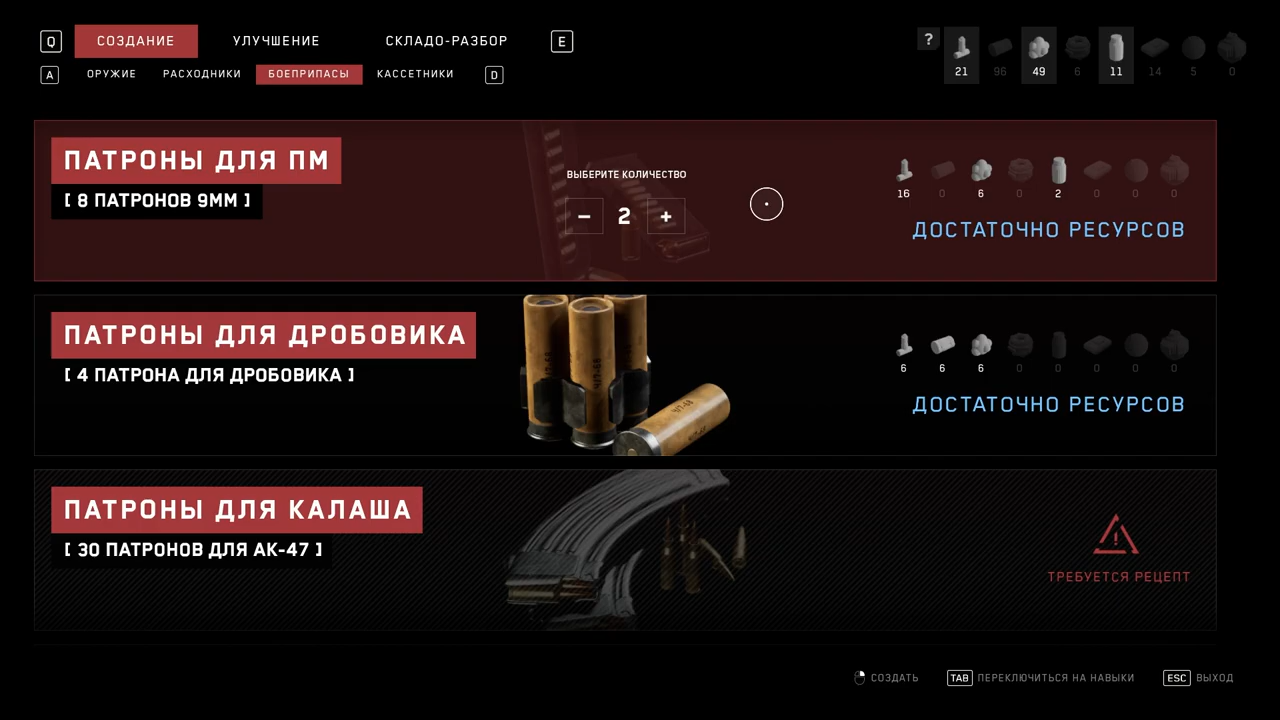 Q СОЗДАНИЕ УЛУЧШЕНИЕ СКЛАДО-РАЗБОР E
A ОРУЖИЕ РАСХОДНИКИ БОЕПРИПАСЫ КАССЕТНИКИ D
?
21 96 49 6 11 14 5 0
ПАТРОНЫ ДЛЯ ПМ
[ 8 ПАТРОНОВ 9ММ ]
ВЫБЕРИТЕ КОЛИЧЕСТВО
− 2 +
16 0 6 0 2 0 0 0
ДОСТАТОЧНО РЕСУРСОВ
ПАТРОНЫ ДЛЯ ДРОБОВИКА
[ 4 ПАТРОНА ДЛЯ ДРОБОВИКА ]
6 6 6 0 0 0 0 0
ДОСТАТОЧНО РЕСУРСОВ
ПАТРОНЫ ДЛЯ КАЛАША
[ 30 ПАТРОНОВ ДЛЯ АК-47 ]
ТРЕБУЕТСЯ РЕЦЕПТ
СОЗДАТЬ TAB ПЕРЕКЛЮЧИТЬСЯ НА НАВЫКИ ESC ВЫХОД